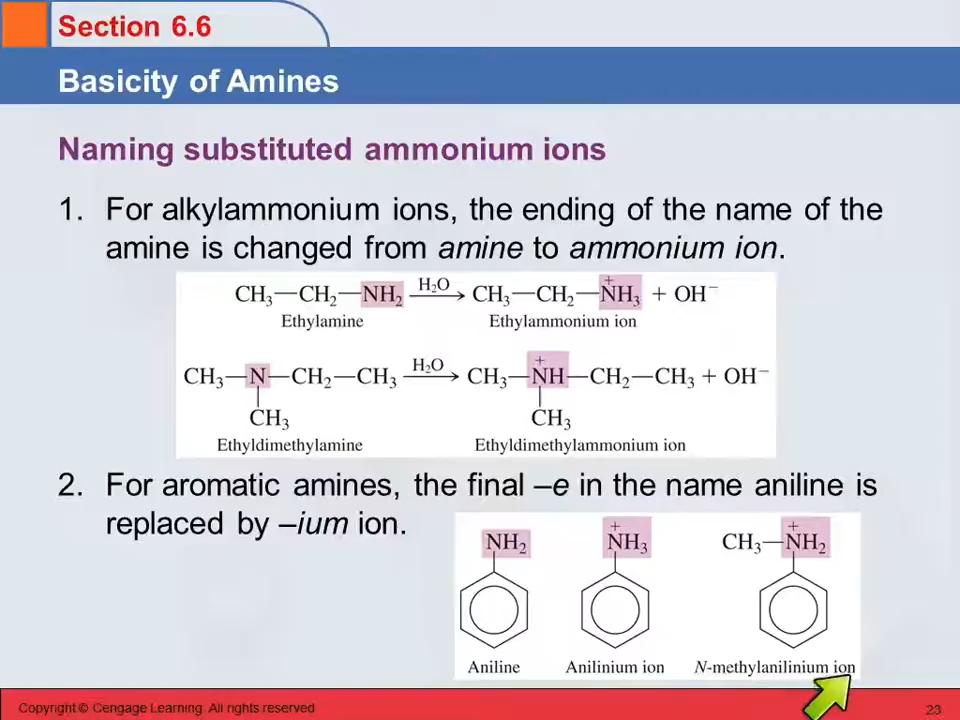 Section 6.6
Basicity of Amines
Naming substituted ammonium ions
1. For alkylammonium ions, the ending of the name of the
amine is changed from amine to ammonium ion.
CH₃—CH₂—NH₂ H₂O → CH₃—CH₂—N⁺H₃ + OH⁻
Ethylamine Ethylammonium ion
CH₃—N—CH₂—CH₃ H₂O → CH₃—N⁺H—CH₂—CH₃ + OH⁻
CH₃ CH₃
Ethyldimethylamine Ethyldimethylammonium ion
2. For aromatic amines, the final –e in the name aniline is
replaced by –ium ion.
NH₂ N⁺H₃ CH₃—N⁺H₂
Aniline Anilinium ion N-methylanilinium ion
Copyright © Cengage Learning. All rights reserved 23